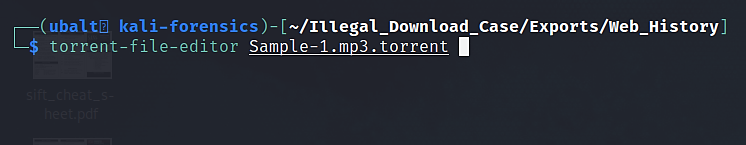 ┌──(ubalt㉿ kali-forensics)-[~/Illegal_Download_Case/Exports/Web_History]
└─$ torrent-file-editor Sample-1.mp3.torrent
sift_cheat_s-
heet.pdf